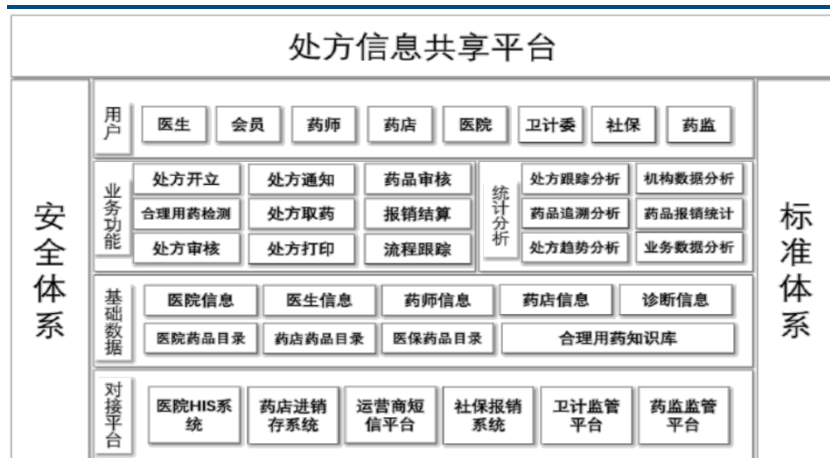 处方信息共享平台
安全体系
标准体系
用户
医生 会员 药师 药店 医院 卫计委 社保 药监
业务功能
处方开立 处方通知 药品审核
合理用药检测 处方取药 报销结算
处方审核 处方打印 流程跟踪
统计分析
处方跟踪分析 机构数据分析
药品追溯分析 药品报销统计
处方趋势分析 业务数据分析
基础数据
医院信息 医生信息 药师信息 药店信息 诊断信息
医院药品目录 药店药品目录 医保药品目录 合理用药知识库
对接平台
医院HIS系
统
药店进销
存系统
运营商短
信平台
社保报销
系统
卫计监管
平台
药监监管
平台